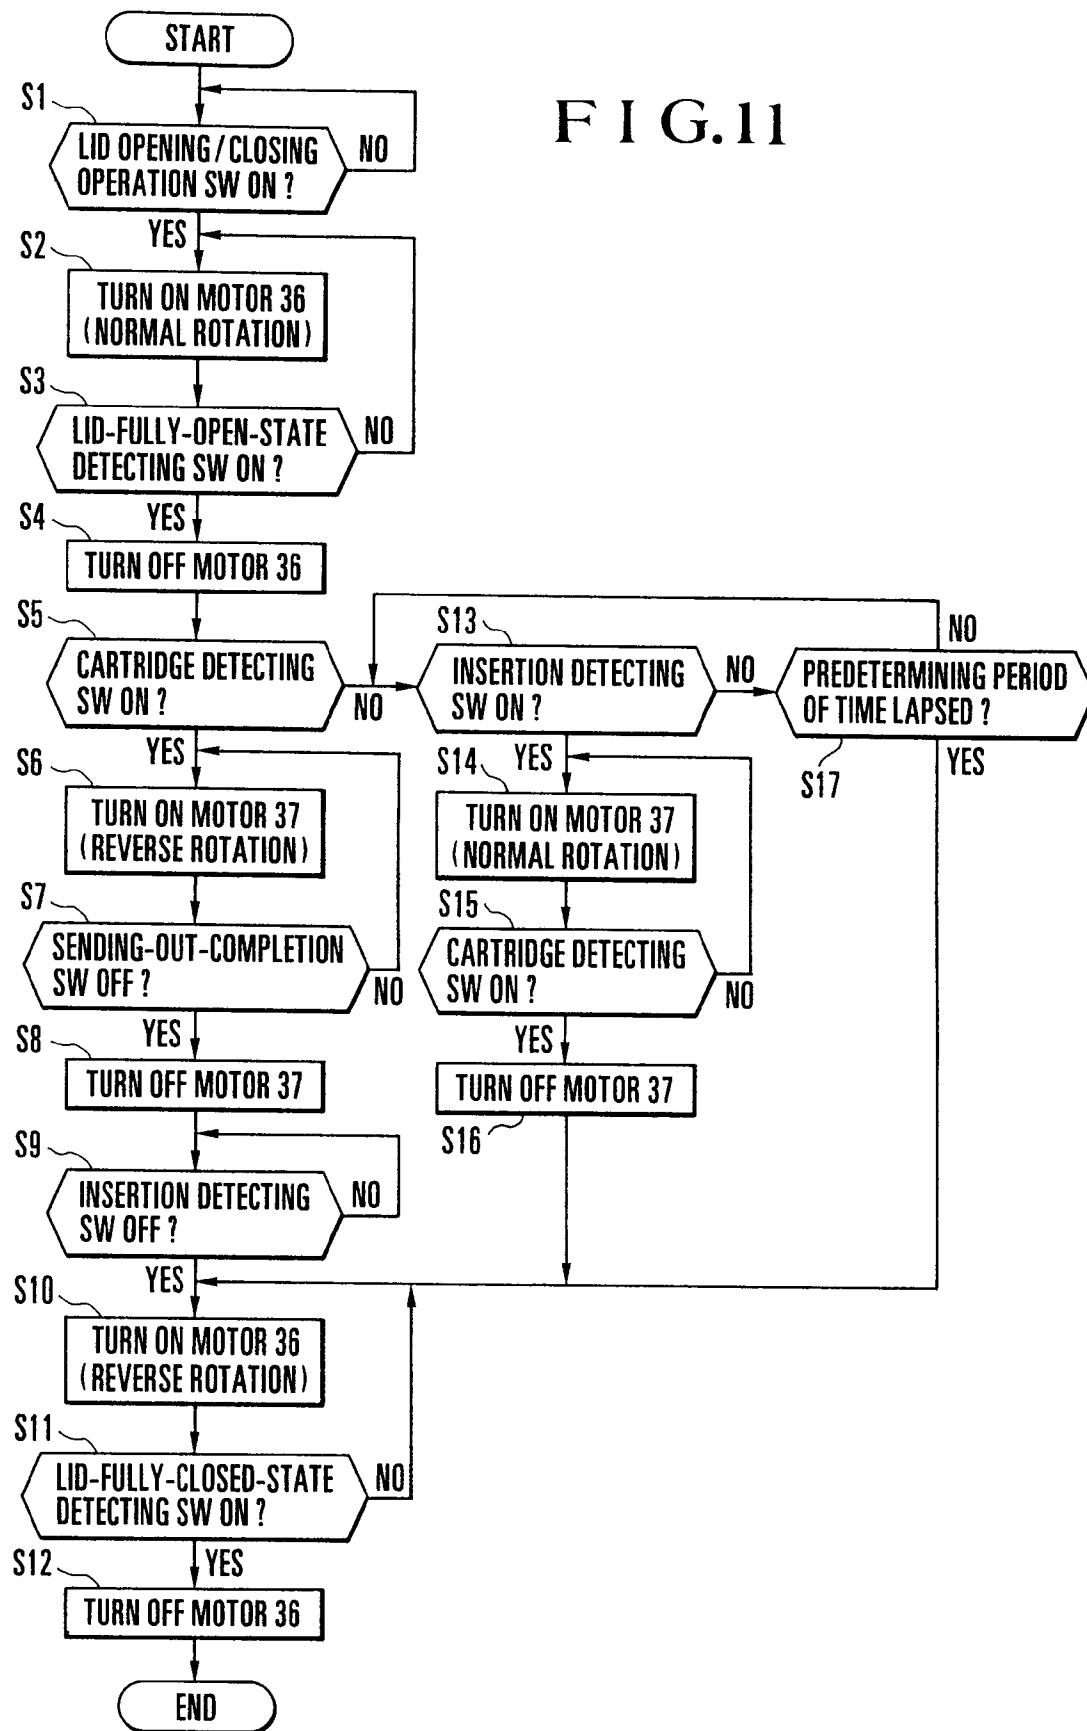 START
FIG.11
S1
LID OPENING/CLOSING
OPERATION SW ON ?
NO
YES
S2
TURN ON MOTOR 36
(NORMAL ROTATION)
S3
LID-FULLY-OPEN-STATE
DETECTING SW ON ?
NO
YES
S4
TURN OFF MOTOR 36
S5
CARTRIDGE DETECTING
SW ON ?
NO
YES
S6
TURN ON MOTOR 37
(REVERSE ROTATION)
S7
SENDING-OUT-COMPLETION
SW OFF ?
NO
YES
S8
TURN OFF MOTOR 37
S9
INSERTION DETECTING
SW OFF ?
NO
YES
S10
TURN ON MOTOR 36
(REVERSE ROTATION)
S11
LID-FULLY-CLOSED-STATE
DETECTING SW ON ?
NO
YES
S12
TURN OFF MOTOR 36
END
S13
INSERTION DETECTING
SW ON ?
NO
YES
S14
TURN ON MOTOR 37
(NORMAL ROTATION)
S15
CARTRIDGE DETECTING
SW ON ?
NO
YES
TURN OFF MOTOR 37
S16
NO
PREDETERMINING PERIOD
OF TIME LAPSED ?
YES
S17